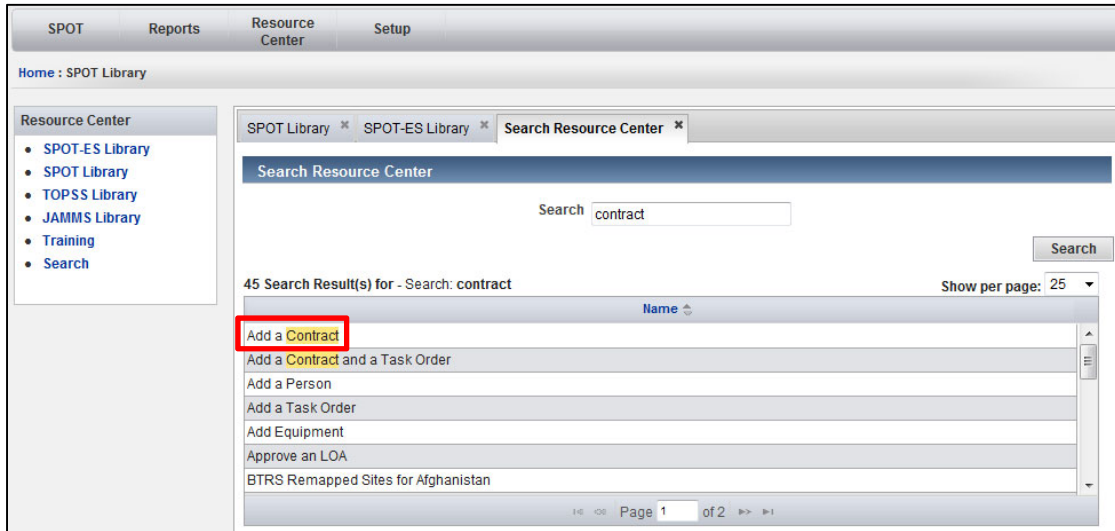 SPOT Reports Resource Center Setup
Home : SPOT Library
Resource Center
SPOT-ES Library
SPOT Library
TOPSS Library
JAMMS Library
Training
Search
SPOT Library SPOT-ES Library Search Resource Center
Search Resource Center
Search contract
Search
45 Search Result(s) for - Search: contract Show per page: 25
Name
Add a Contract
Add a Contract and a Task Order
Add a Person
Add a Task Order
Add Equipment
Approve an LOA
BTRS Remapped Sites for Afghanistan
Page 1 of 2